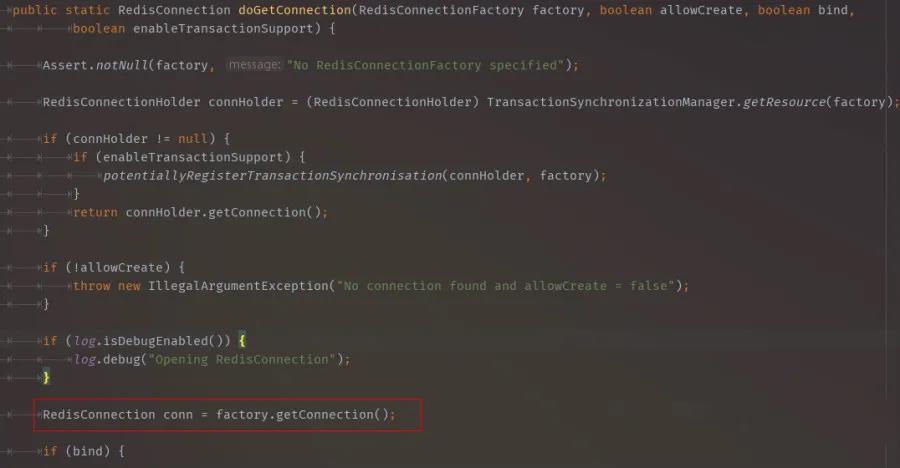 public static RedisConnection doGetConnection(RedisConnectionFactory factory, boolean allowCreate, boolean bind,
boolean enableTransactionSupport) {
Assert.notNull(factory, message: "No RedisConnectionFactory specified");
RedisConnectionHolder connHolder = (RedisConnectionHolder) TransactionSynchronizationManager.getResource(factory);
if (connHolder != null) {
if (enableTransactionSupport) {
potentiallyRegisterTransactionSynchronisation(connHolder, factory);
}
return connHolder.getConnection();
}
if (!allowCreate) {
throw new IllegalArgumentException("No connection found and allowCreate = false");
}
if (log.isDebugEnabled()) {
log.debug("Opening RedisConnection");
}
RedisConnection conn = factory.getConnection();
if (bind) {